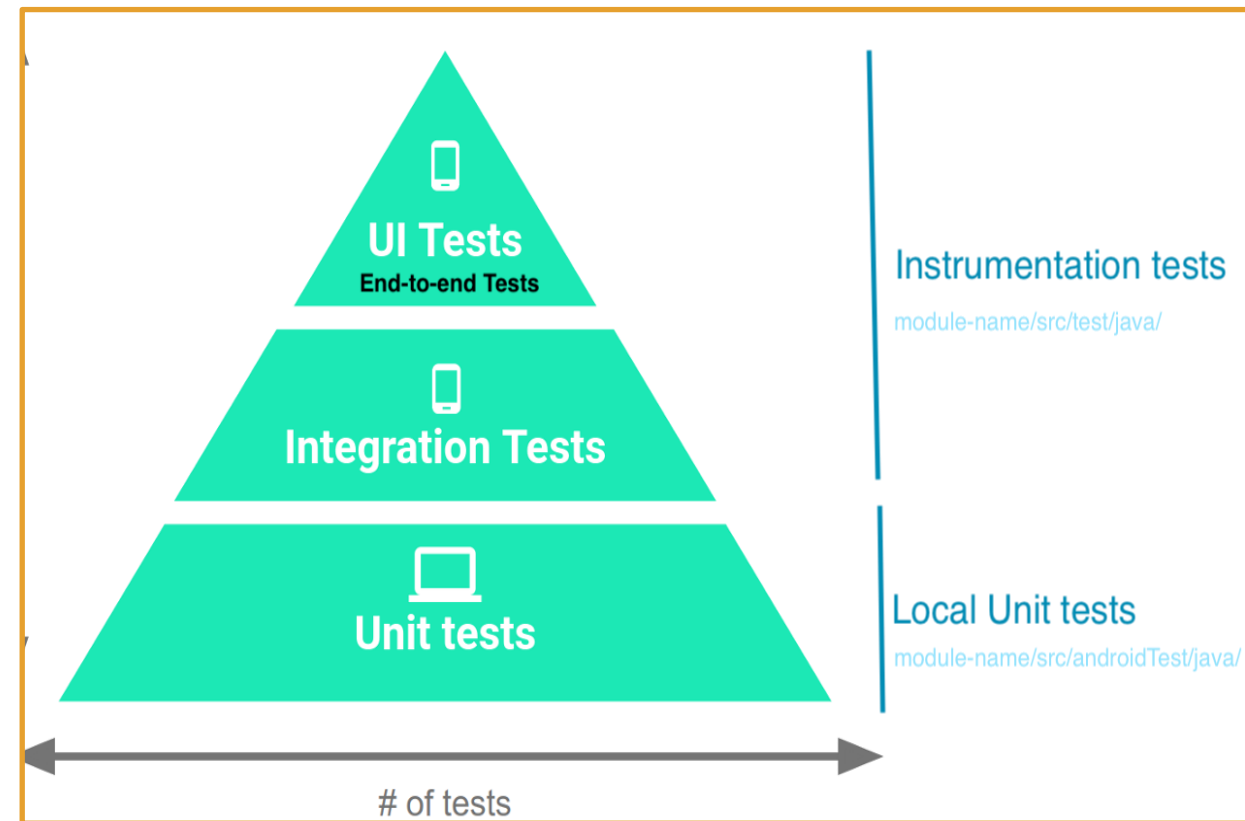 UI Tests
End-to-end Tests
Integration Tests
Unit tests
Instrumentation tests
module-name/src/test/java/
Local Unit tests
module-name/src/androidTest/java/
# of tests